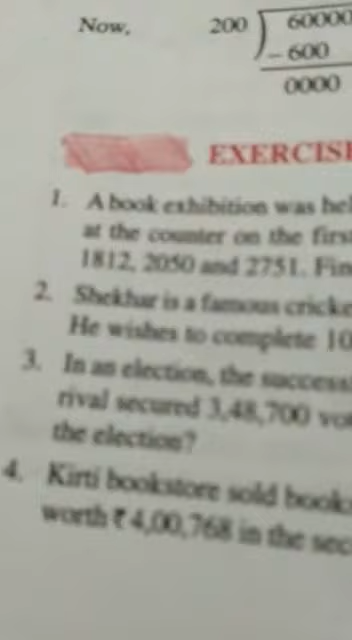 Now,
200 ) 60000
– 600
0000
EXERCISE
1. A book exhibition was hel
at the counter on the first
1812, 2050 and 2751. Fin
2. Shekhar is a famous cricke
He wishes to complete 10
3. In an election, the success
rival secured 3,48,700 vo
the election?
4. Kirti bookstore sold books
worth ₹ 4,00,768 in the sec